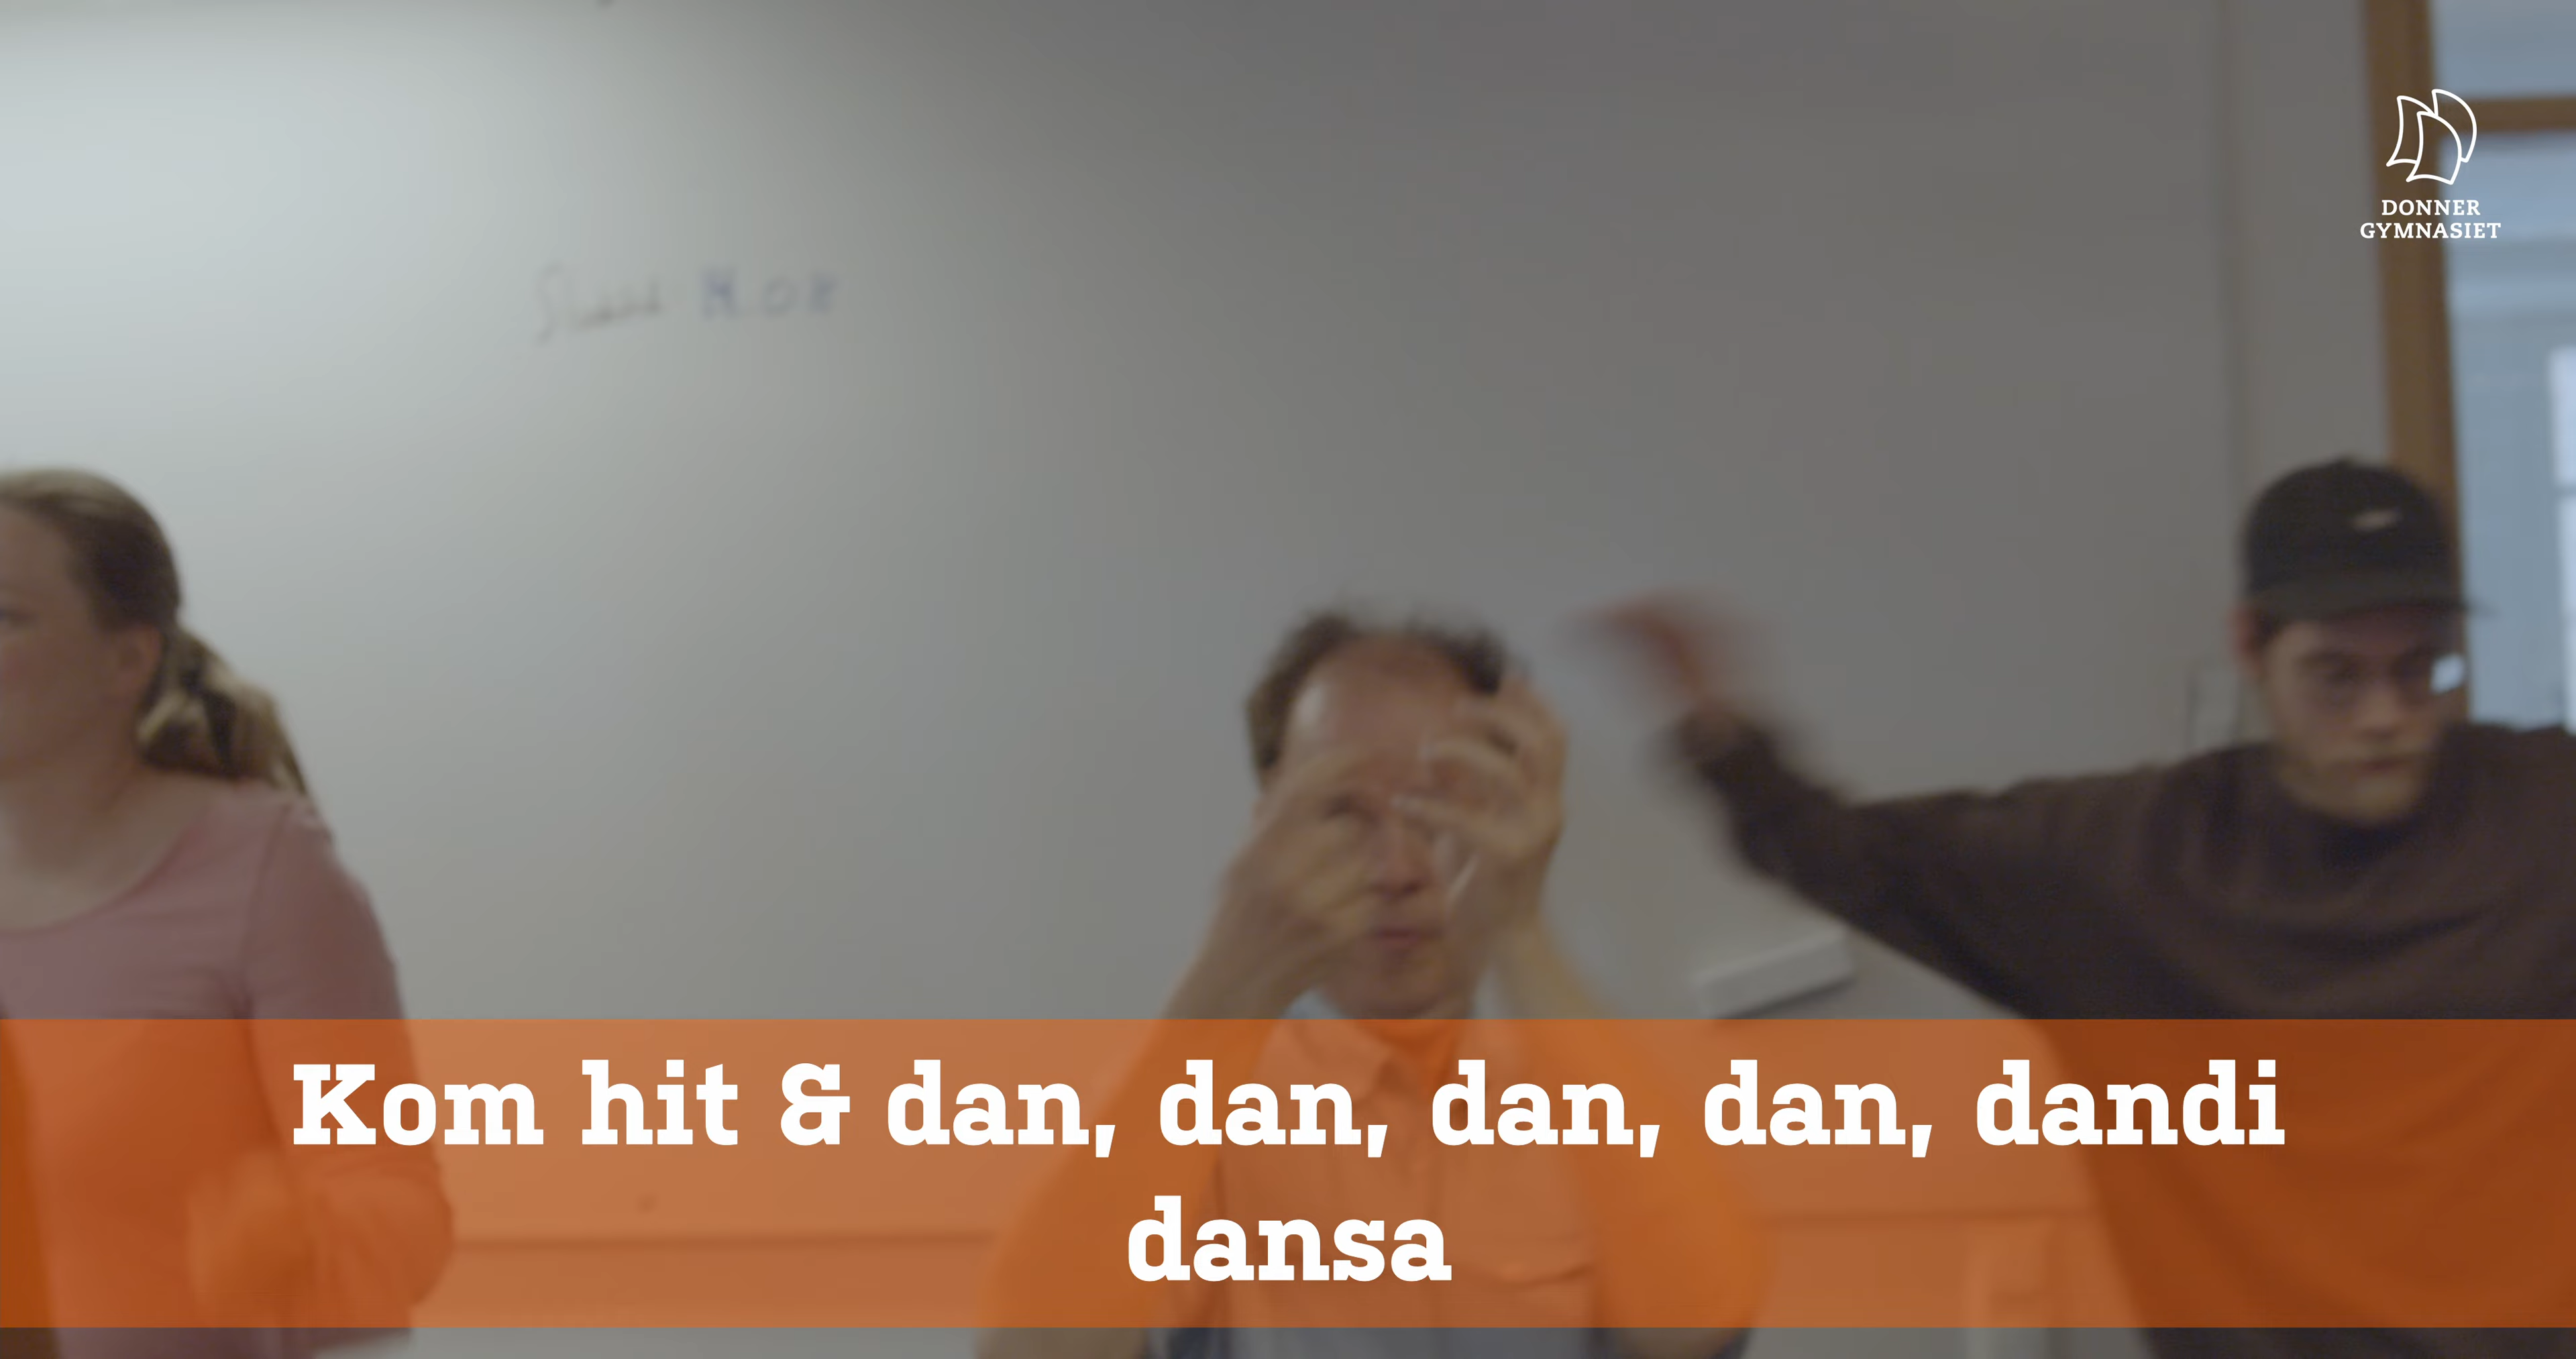 DONNER
GYMNASIET
Kom hit & dan, dan, dan, dan, dandi
dansa